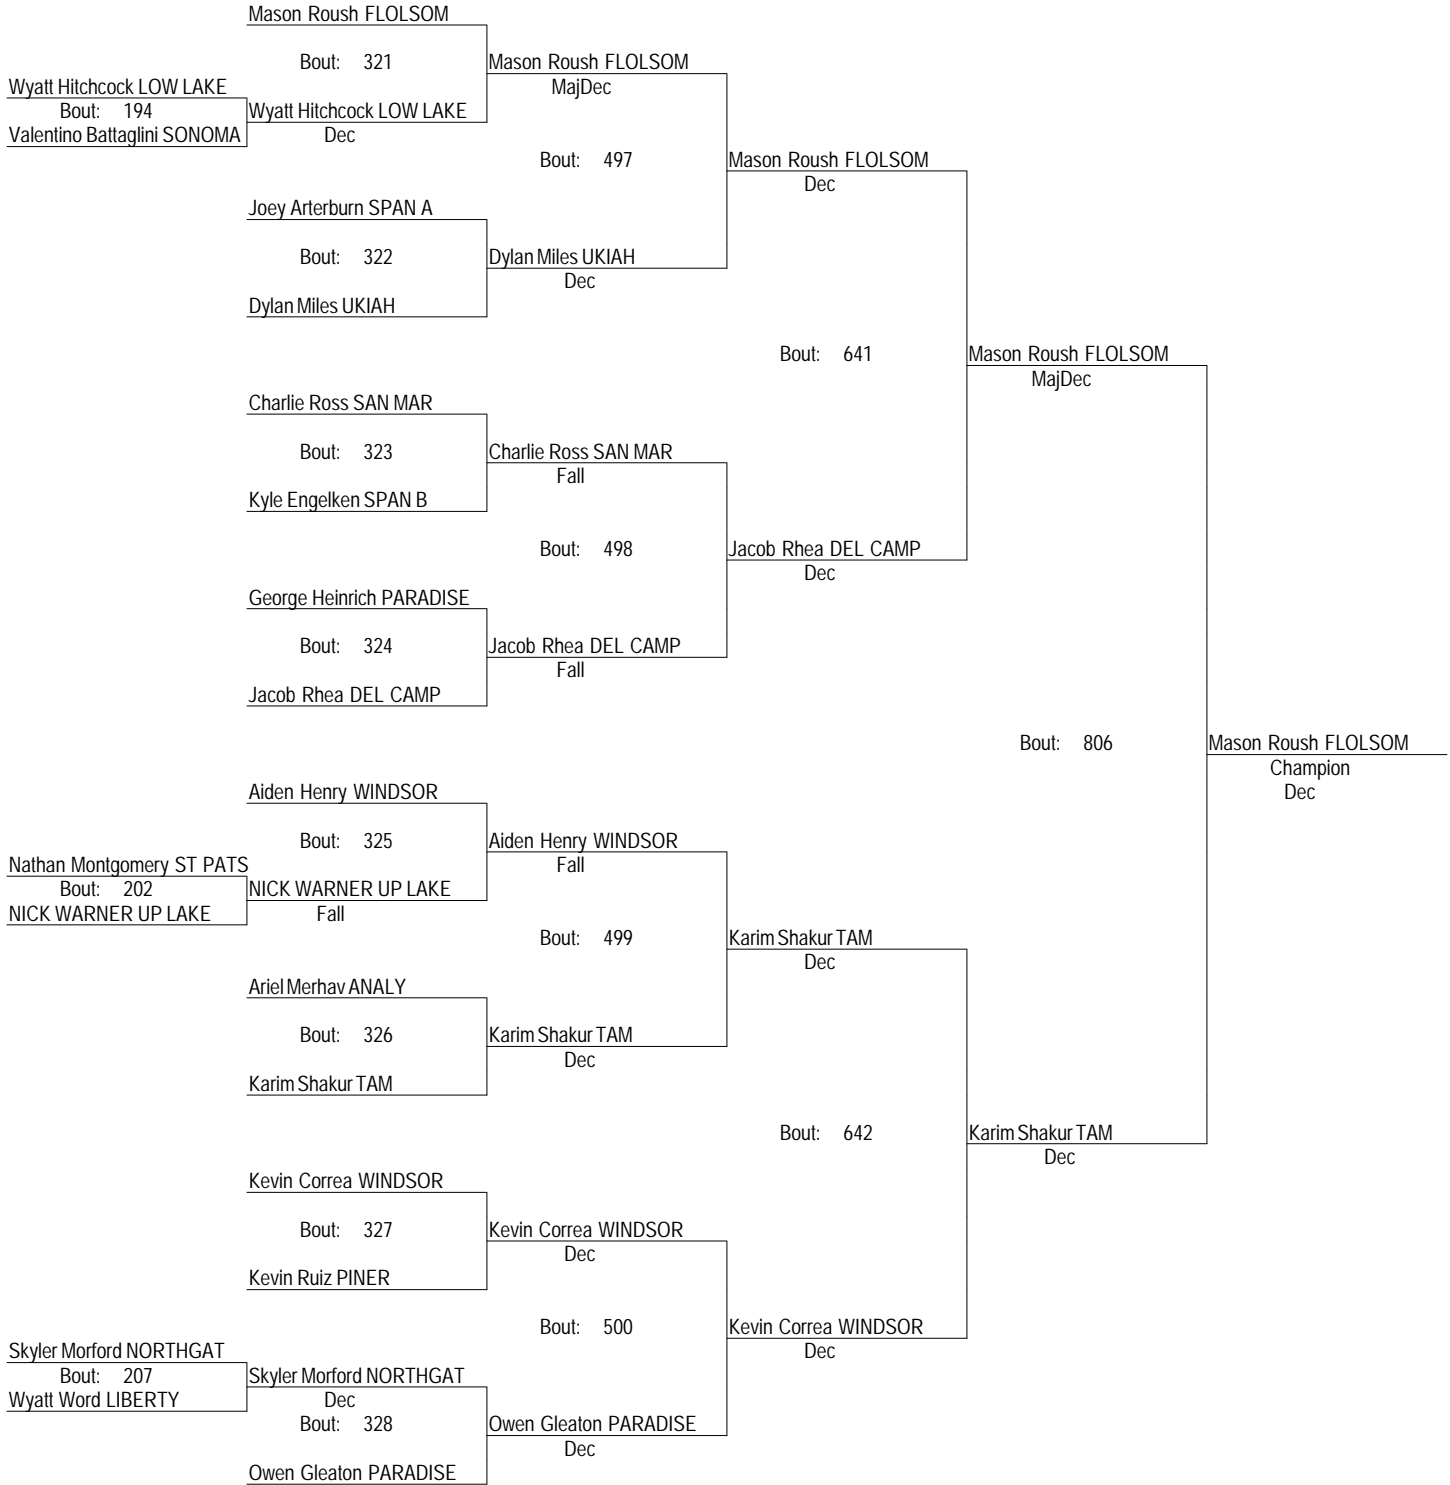 Mason Roush FLOLSOM
Bout: 321 Mason Roush FLOLSOM
Wyatt Hitchcock LOW LAKE MajDec
Bout: 194 Wyatt Hitchcock LOW LAKE
Valentino Battaglini SONOMA Dec
Bout: 497 Mason Roush FLOLSOM
Dec
Joey Arterburn SPAN A
Bout: 322 Dylan Miles UKIAH
Dec
Dylan Miles UKIAH
Bout: 641 Mason Roush FLOLSOM
MajDec
Charlie Ross SAN MAR
Bout: 323 Charlie Ross SAN MAR
Fall
Kyle Engelken SPAN B
Bout: 498 Jacob Rhea DEL CAMP
Dec
George Heinrich PARADISE
Bout: 324 Jacob Rhea DEL CAMP
Fall
Jacob Rhea DEL CAMP
Bout: 806 Mason Roush FLOLSOM
Champion
Aiden Henry WINDSOR Dec
Bout: 325 Aiden Henry WINDSOR
Nathan Montgomery ST PATS Fall
Bout: 202 NICK WARNER UP LAKE
NICK WARNER UP LAKE Fall
Bout: 499 Karim Shakur TAM
Dec
Ariel Merhav ANALY
Bout: 326 Karim Shakur TAM
Dec
Karim Shakur TAM
Bout: 642 Karim Shakur TAM
Dec
Kevin Correa WINDSOR
Bout: 327 Kevin Correa WINDSOR
Dec
Kevin Ruiz PINER
Bout: 500 Kevin Correa WINDSOR
Skyler Morford NORTHGAT Dec
Bout: 207 Skyler Morford NORTHGAT
Wyatt Word LIBERTY Dec
Bout: 328 Owen Gleaton PARADISE
Dec
Owen Gleaton PARADISE